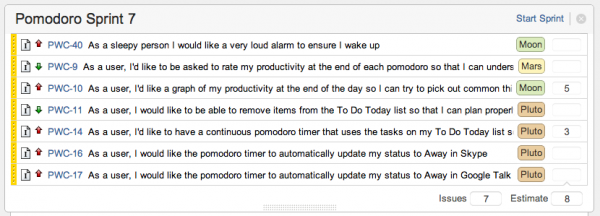 Pomodoro Sprint 7 Start Sprint
PWC-40 As a sleepy person I would like a very loud alarm to ensure I wake up Moon
PWC-9 As a user, I'd like to be asked to rate my productivity at the end of each pomodoro so that I can unders Mars
PWC-10 As a user, I'd like a graph of my productivity at the end of the day so I can try to pick out common thi Moon 5
PWC-11 As a user, I would like to be able to remove items from the To Do Today list so that I can plan properl Pluto
PWC-14 As a user, I'd like to have a continuous pomodoro timer that uses the tasks on my To Do Today list s Pluto 3
PWC-16 As a user, I would like the pomodoro timer to automatically update my status to Away in Skype Pluto
PWC-17 As a user, I would like the pomodoro timer to automatically update my status to Away in Google Talk Pluto
Issues 7 Estimate 8